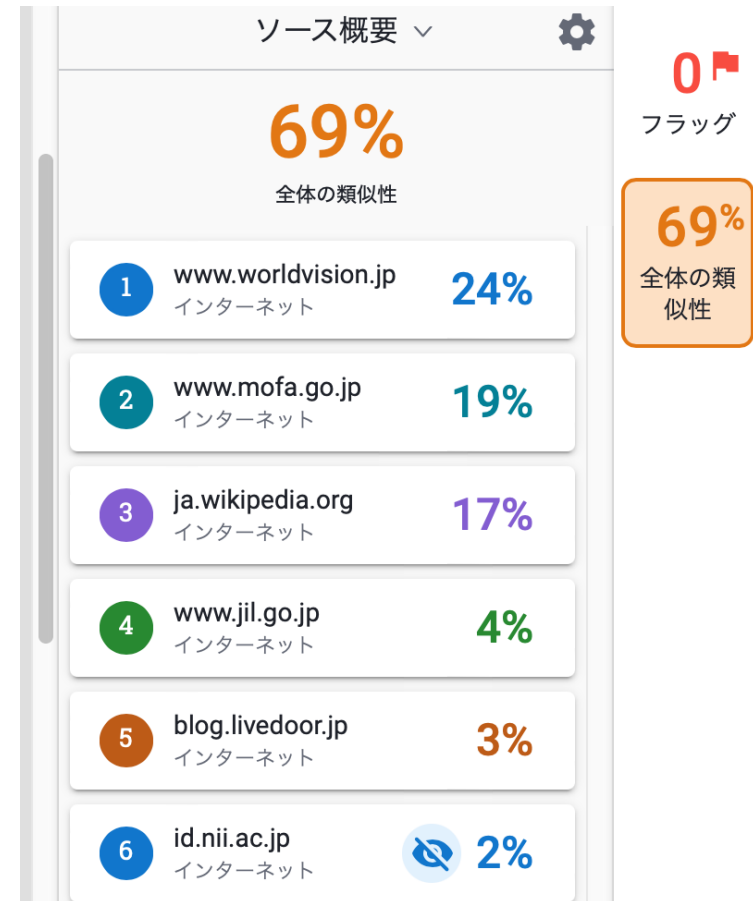 ソース概要
0
フラッグ
69%
全体の類似性
69%
全体の類
似性
1
www.worldvision.jp
インターネット
24%
2
www.mofa.go.jp
インターネット
19%
3
ja.wikipedia.org
インターネット
17%
4
www.jil.go.jp
インターネット
4%
5
blog.livedoor.jp
インターネット
3%
6
id.nii.ac.jp
インターネット
2%